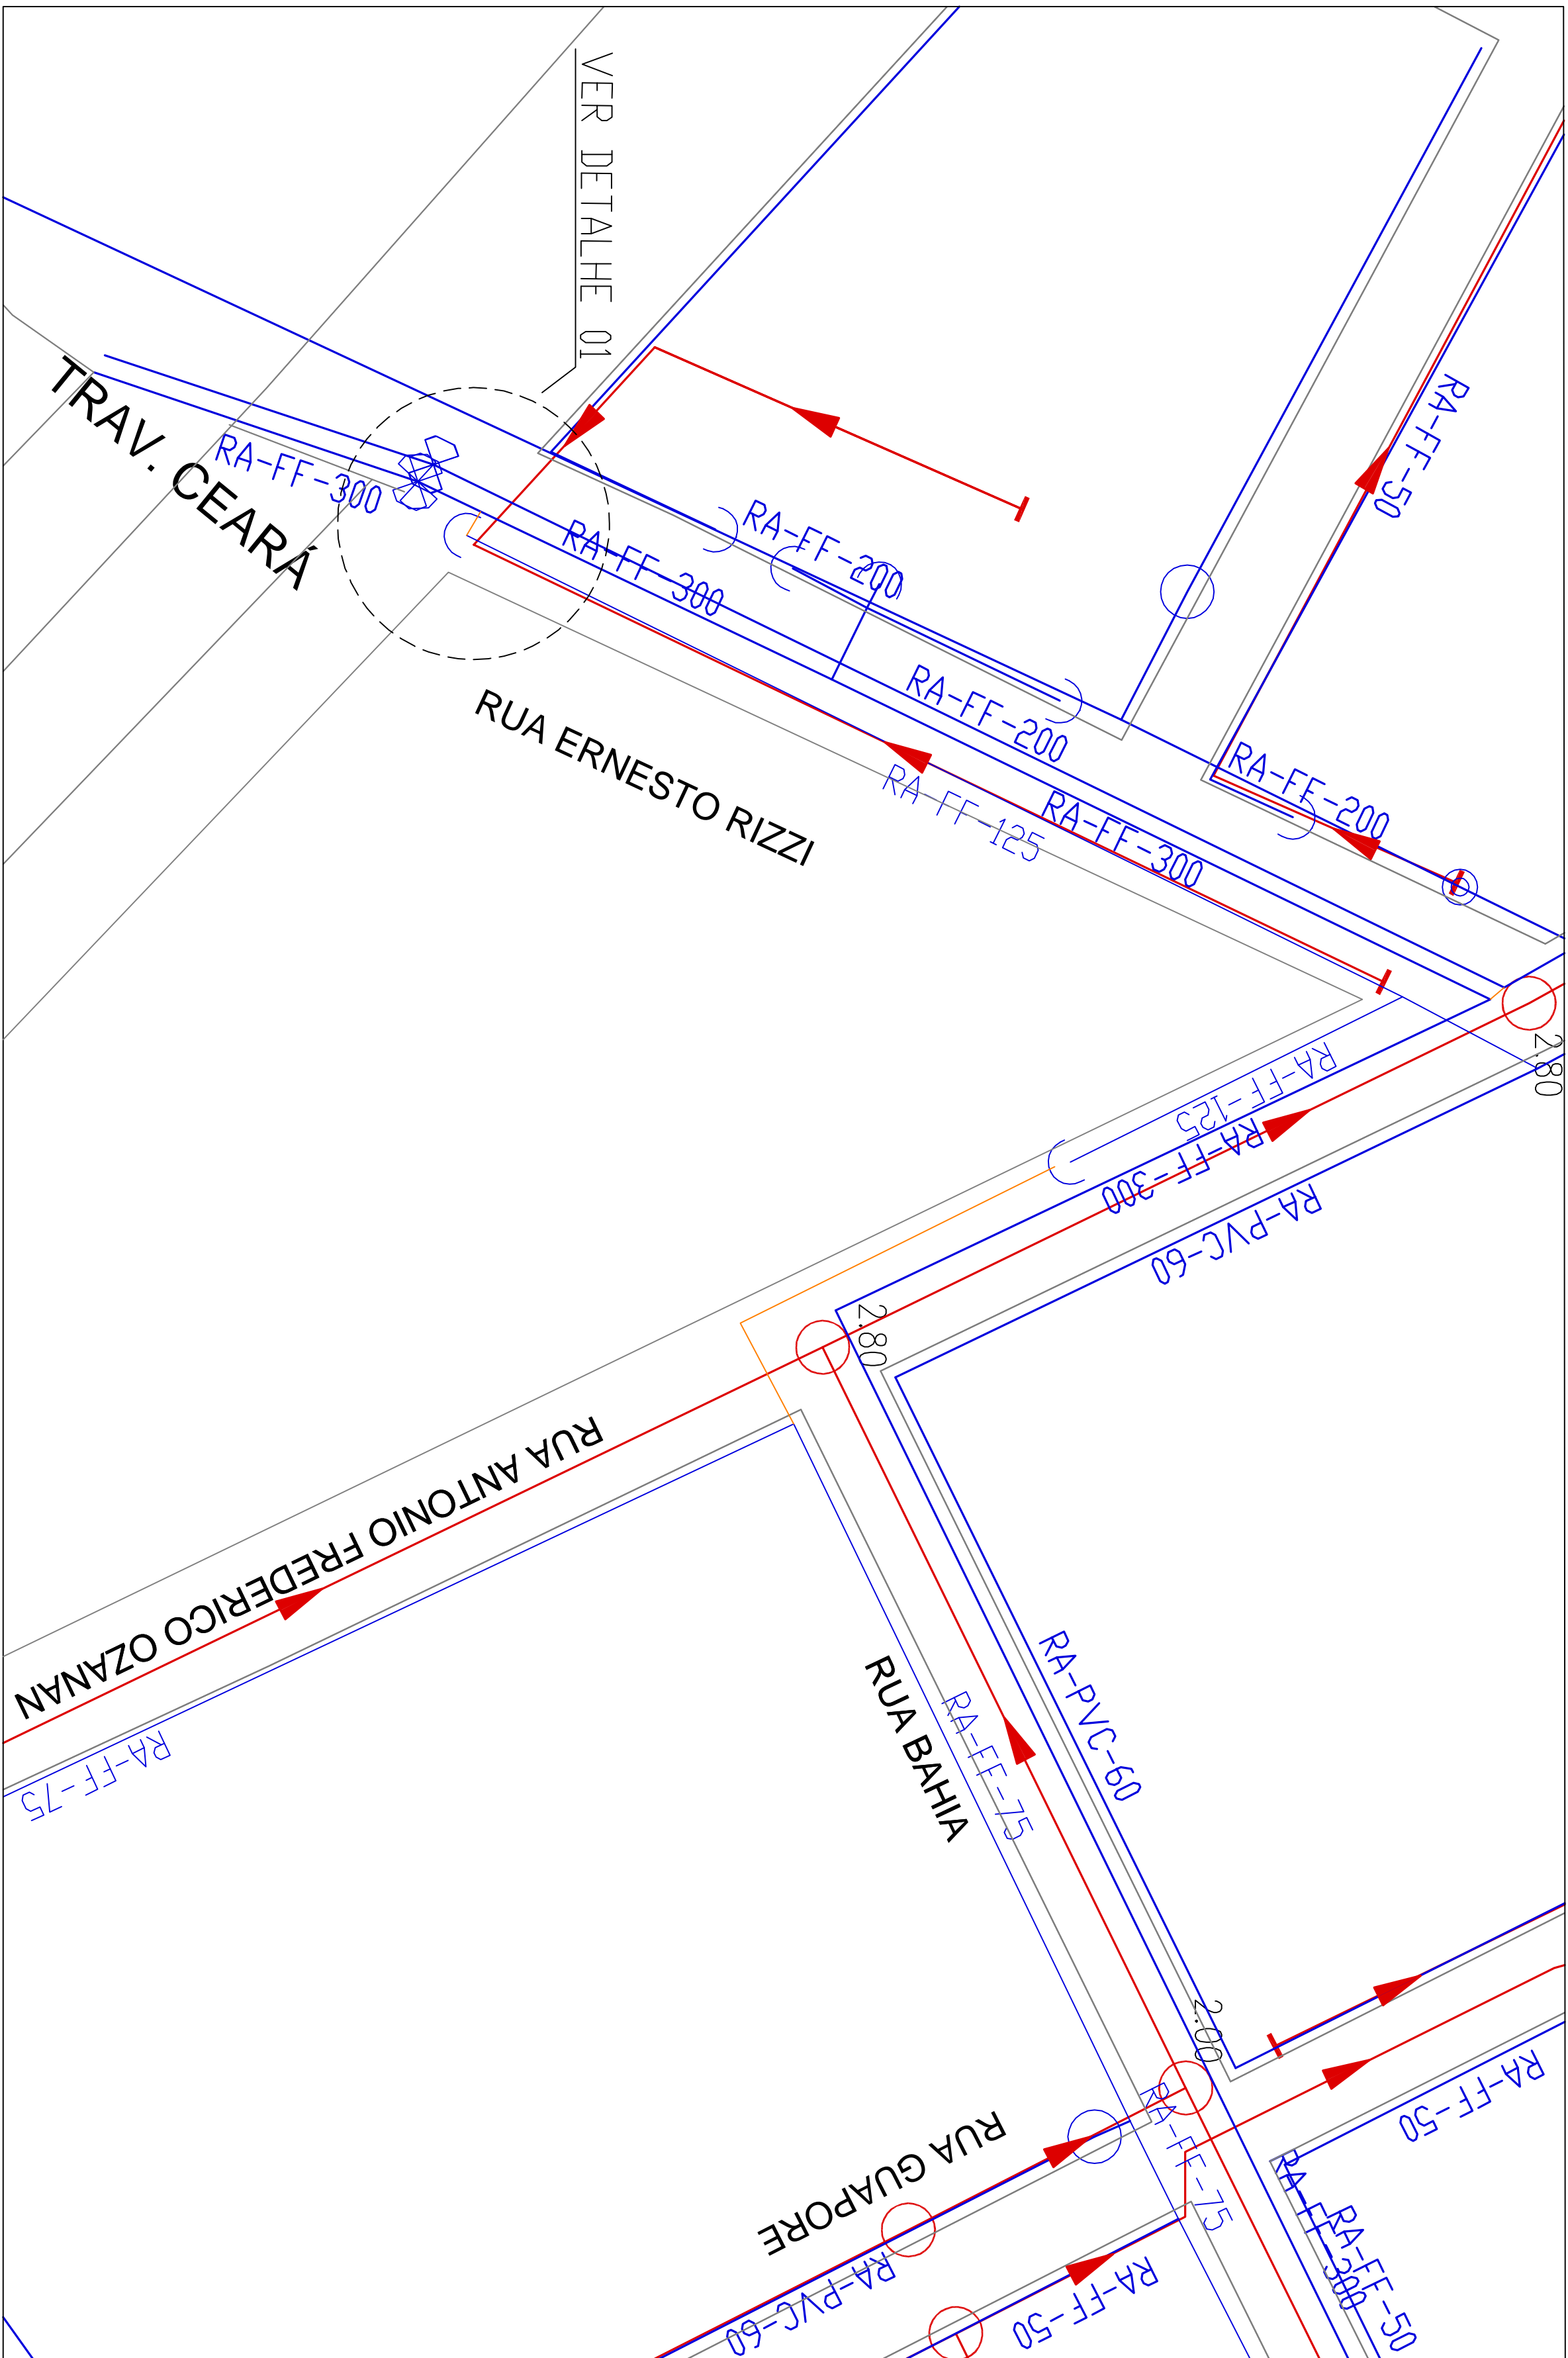 VER DETALHE 01
TRAV. CEARÁ
RA-FF-300
RA-FF-50
RA-FF-200
RA-FF-300
RA-FF-200
RUA ERNESTO RIZZI
RA-FF-200
RA-FF-125
RA-FF-300
2.80
RA-FF-125
RA-FF-300
RA-PVC-60
2.80
RUA ANTONIO FREDERICO OZANAN
RA-FF-75
RUA BAHIA
RA-FF-75
RA-PVC-60
2.00
RA-FF-50
RUA GUAPORE
RA-FF-75
RA-PVC-60
RA-FF-50
RA-FF-300
RA-FF-50